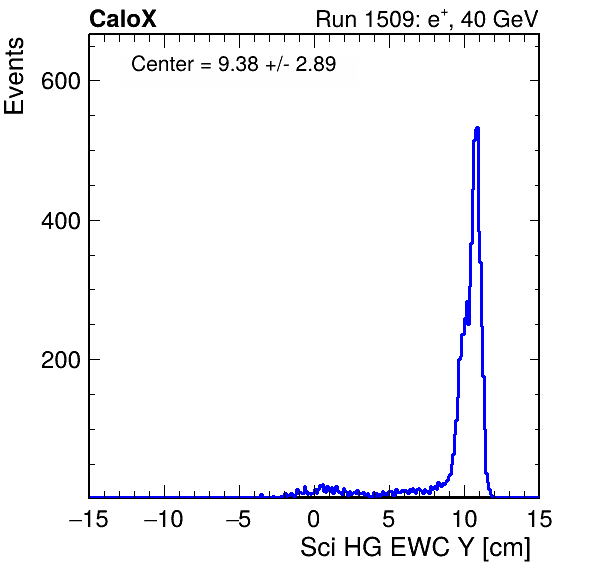 CaloX Run 1509: e⁺, 40 GeV
Center = 9.38 +/- 2.89
Events
600
400
200
−15 −10 −5 0 5 10 15
Sci HG EWC Y [cm]